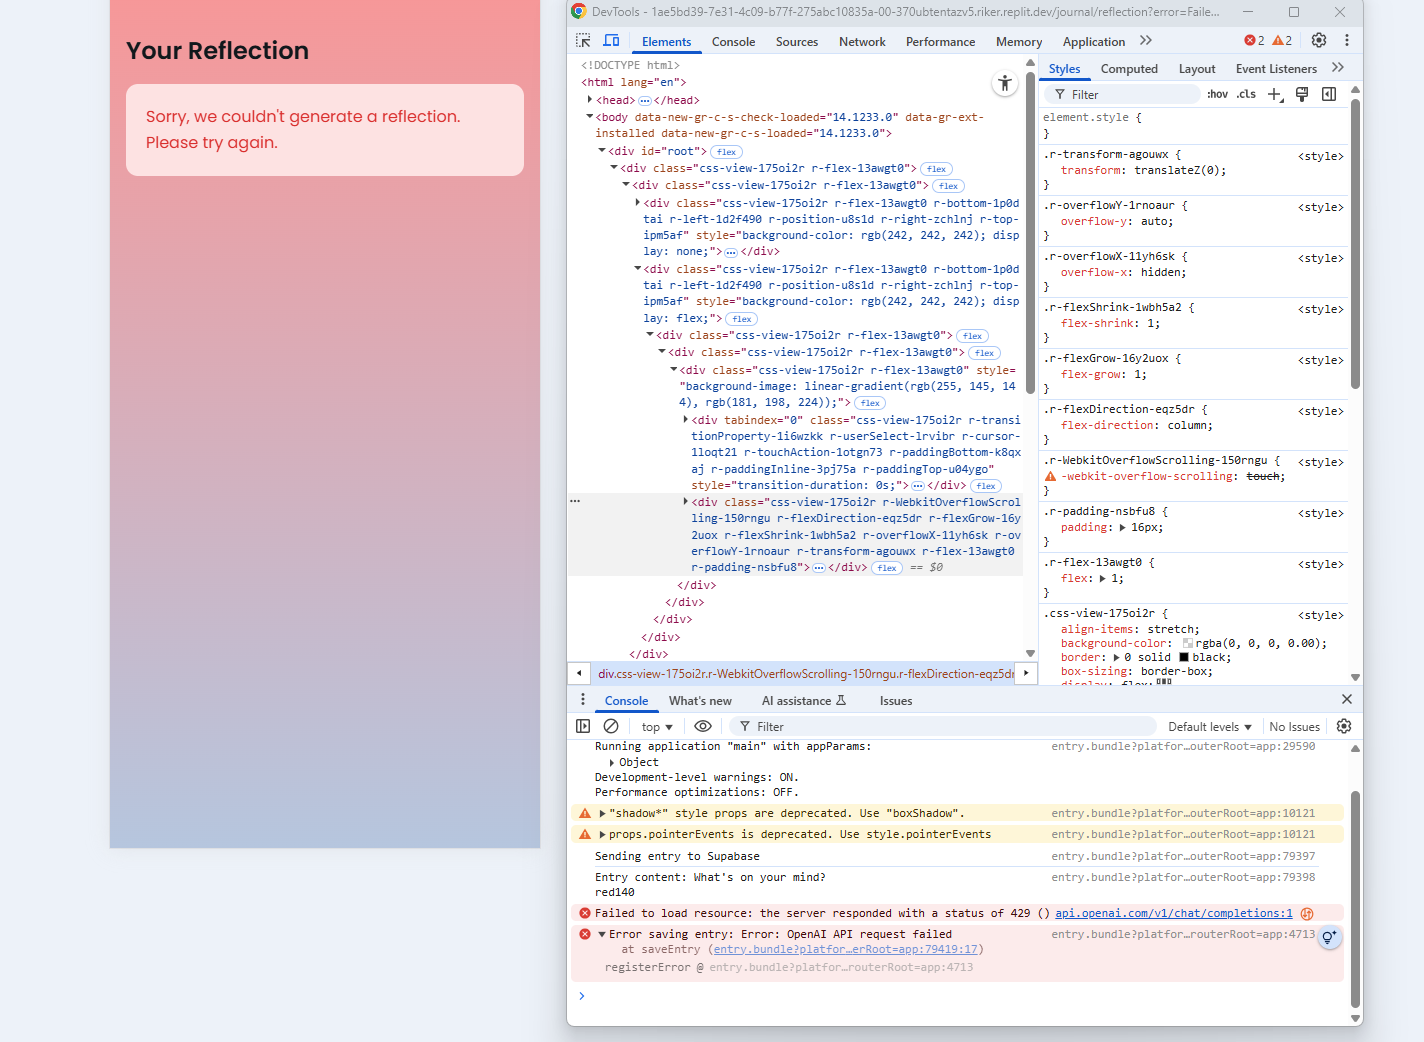 Your Reflection
Sorry, we couldn't generate a reflection.
Please try again.
DevTools - 1ae5bd39-7e31-4c09-b77f-275abc10835a-00-370ubtentazv5.riker.replit.dev/journal/reflection?error=Faile...
Elements Console Sources Network Performance Memory Application 2 2
<!DOCTYPE html>
<html lang="en">
<head> </head>
<body data-new-gr-c-s-check-loaded="14.1233.0" data-gr-ext-
installed data-new-gr-c-s-loaded="14.1233.0">
<div id="root"> flex
<div class="css-view-175oi2r r-flex-13awgt0"> flex
<div class="css-view-175oi2r r-flex-13awgt0"> flex
<div class="css-view-175oi2r r-flex-13awgt0 r-bottom-1p0d
tai r-left-1d2f490 r-position-u8s1d r-right-zchlnj r-top-
ipm5af" style="background-color: rgb(242, 242, 242); disp
lay: none;"> </div>
<div class="css-view-175oi2r r-flex-13awgt0 r-bottom-1p0d
tai r-left-1d2f490 r-position-u8s1d r-right-zchlnj r-top-
ipm5af" style="background-color: rgb(242, 242, 242); disp
lay: flex;"> flex
<div class="css-view-175oi2r r-flex-13awgt0"> flex
<div class="css-view-175oi2r r-flex-13awgt0"> flex
<div class="css-view-175oi2r r-flex-13awgt0" style=
"background-image: linear-gradient(rgb(255, 145, 14
4), rgb(181, 198, 224));"> flex
<div tabindex="0" class="css-view-175oi2r r-transi
tionProperty-1i6wzkk r-userSelect-lrvibr r-cursor-
1loqt21 r-touchAction-1otgn73 r-paddingBottom-k8qx
aj r-paddingInline-3pj75a r-paddingTop-u04ygo"
style="transition-duration: 0s;"> </div> flex
<div class="css-view-175oi2r r-WebkitOverflowScrol
ling-150rngu r-flexDirection-eqz5dr r-flexGrow-16y
2uox r-flexShrink-1wbh5a2 r-overflowX-11yh6sk r-ov
erflowY-1rnoaur r-transform-agouwx r-flex-13awgt0
r-padding-nsbfu8"> </div> flex == $0
</div>
</div>
</div>
</div>
</div>
div.css-view-175oi2r.r-WebkitOverflowScrolling-150rngu.r-flexDirection-eqz5dr
Styles Computed Layout Event Listeners
Filter :hov .cls
element.style {
}
.r-transform-agouwx { <style>
transform: translateZ(0);
}
.r-overflowY-1rnoaur { <style>
overflow-y: auto;
}
.r-overflowX-11yh6sk { <style>
overflow-x: hidden;
}
.r-flexShrink-1wbh5a2 { <style>
flex-shrink: 1;
}
.r-flexGrow-16y2uox { <style>
flex-grow: 1;
}
.r-flexDirection-eqz5dr { <style>
flex-direction: column;
}
.r-WebkitOverflowScrolling-150rngu { <style>
-webkit-overflow-scrolling: touch;
}
.r-padding-nsbfu8 { <style>
padding: 16px;
}
.r-flex-13awgt0 { <style>
flex: 1;
}
.css-view-175oi2r { <style>
align-items: stretch;
background-color: rgba(0, 0, 0, 0.00);
border: 0 solid black;
box-sizing: border-box;
display: flex;
Console What's new AI assistance Issues
top Filter Default levels No Issues
Running application "main" with appParams: entry.bundle?platfor…outerRoot=app:29590
Object
Development-level warnings: ON.
Performance optimizations: OFF.
"shadow*" style props are deprecated. Use "boxShadow". entry.bundle?platfor…outerRoot=app:10121
props.pointerEvents is deprecated. Use style.pointerEvents entry.bundle?platfor…outerRoot=app:10121
Sending entry to Supabase entry.bundle?platfor…outerRoot=app:79397
Entry content: What's on your mind? entry.bundle?platfor…outerRoot=app:79398
red140
Failed to load resource: the server responded with a status of 429 () api.openai.com/v1/chat/completions:1
Error saving entry: Error: OpenAI API request failed entry.bundle?platfor…routerRoot=app:4713
at saveEntry (entry.bundle?platfor…erRoot=app:79419:17)
registerError @ entry.bundle?platfor…routerRoot=app:4713